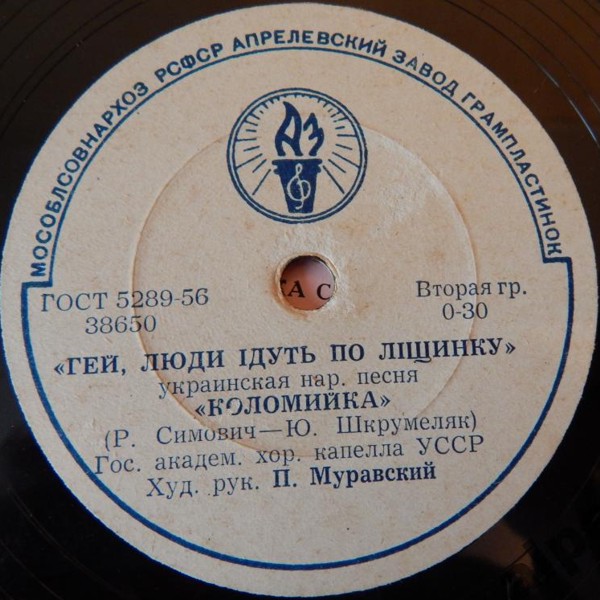 МОСОБЛСОВНАРХОЗ РСФСР АПРЕЛЕВСКИЙ ЗАВОД ГРАМПЛАСТИНОК
АЗ
ГОСТ 5289-56
38650
Вторая гр.
0-30
«ГЕЙ, ЛЮДИ ІДУТЬ ПО ЛІЩИНКУ»
украинская нар. песня
«КОЛОМИЙКА»
(Р. Симович—Ю. Шкрумеляк)
Гос. академ. хор. капелла УССР
Худ. рук. П. Муравский